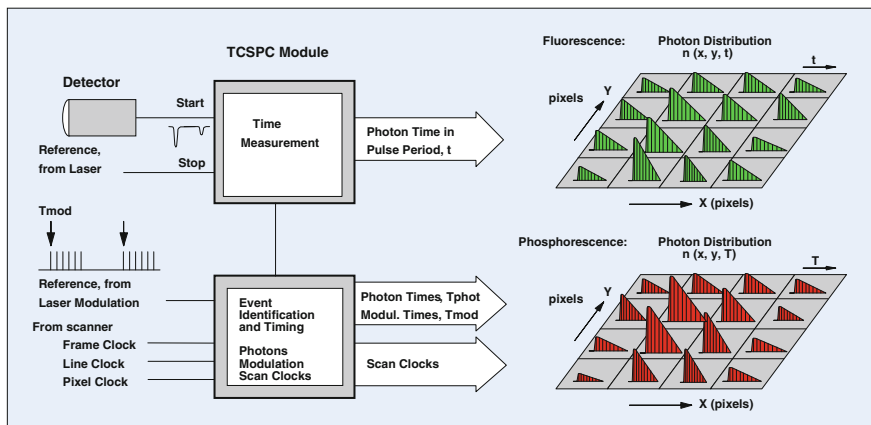 TCSPC Module
Detector
Start
Reference,
from Laser
Stop
Time
Measurement
Photon Time in
Pulse Period, t
Tmod
Reference, from
Laser Modulation
From scanner
Frame Clock
Line Clock
Pixel Clock
Event
Identification
and Timing
Photons
Modulation
Scan Clocks
Photon Times, Tphot
Modul. Times, Tmod
Scan Clocks
Fluorescence:
Photon Distribution
n (x, y, t)
t
Y
pixels
X (pixels)
Phosphorescence:
Photon Distribution
n (x, y, T)
T
Y
pixels
X (pixels)